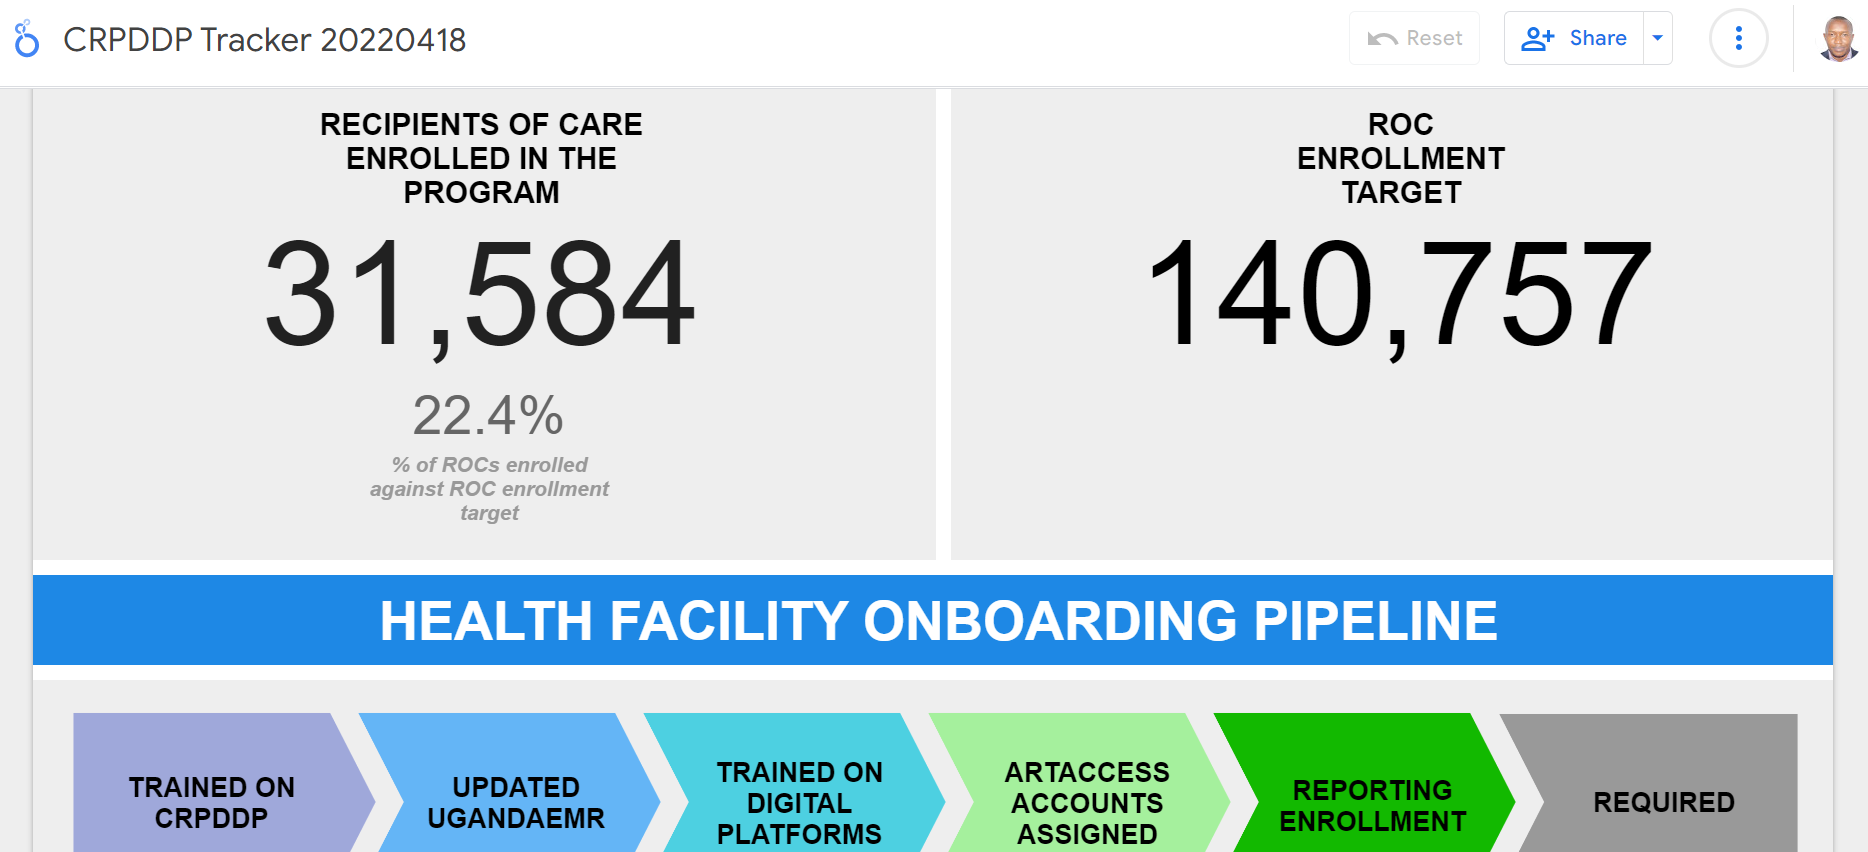 CRPDDP Tracker 20220418
Reset
Share
RECIPIENTS OF CARE
ENROLLED IN THE
PROGRAM
31,584
22.4%
% of ROCs enrolled
against ROC enrollment
target
ROC
ENROLLMENT
TARGET
140,757
HEALTH FACILITY ONBOARDING PIPELINE
TRAINED ON
CRPDDP
UPDATED
UGANDAEMR
TRAINED ON
DIGITAL
PLATFORMS
ARTACCESS
ACCOUNTS
ASSIGNED
REPORTING
ENROLLMENT
REQUIRED